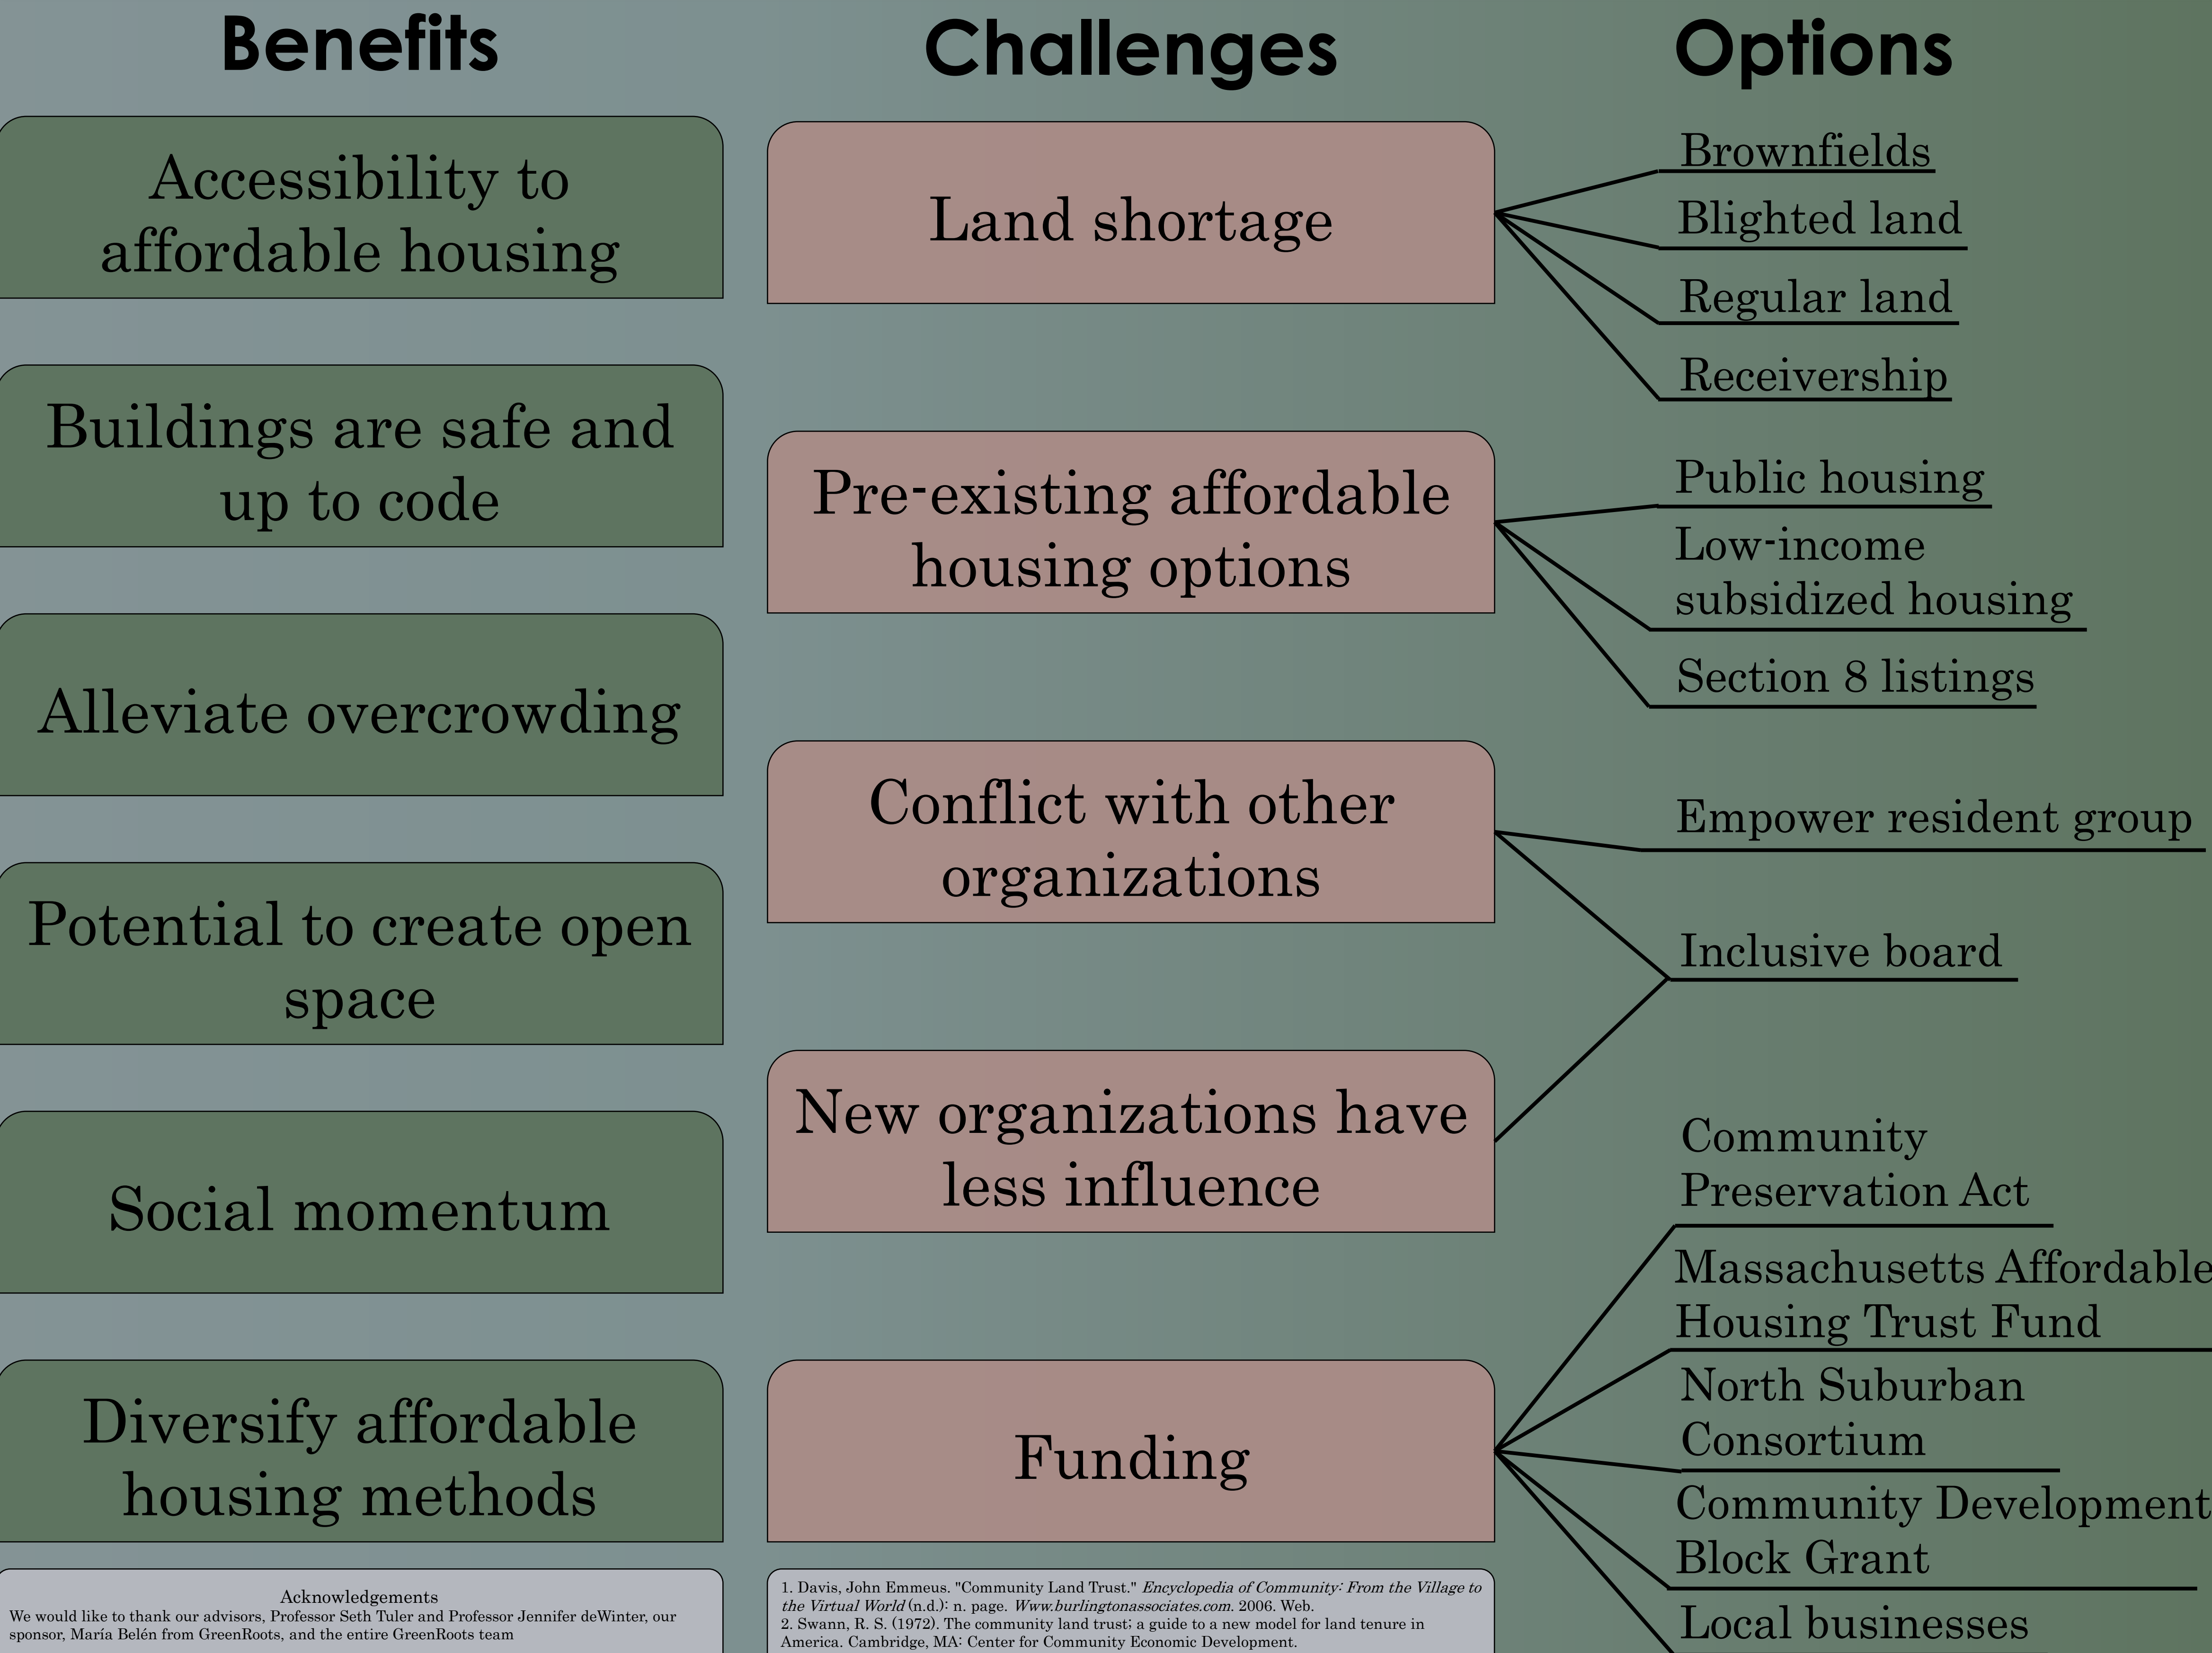 Benefits
Accessibility to
affordable housing
Buildings are safe and
up to code
Alleviate overcrowding
Potential to create open
space
Social momentum
Diversify affordable
housing methods
Acknowledgements
We would like to thank our advisors, Professor Seth Tuler and Professor Jennifer deWinter, our
sponsor, María Belén from GreenRoots, and the entire GreenRoots team
Challenges
Land shortage
Pre-existing affordable
housing options
Conflict with other
organizations
New organizations have
less influence
Funding
1. Davis, John Emmeus. "Community Land Trust." Encyclopedia of Community: From the Village to
the Virtual World (n.d.): n. page. Www.burlingtonassociates.com. 2006. Web.
2. Swann, R. S. (1972). The community land trust; a guide to a new model for land tenure in
America. Cambridge, MA: Center for Community Economic Development.
Options
Brownfields
Blighted land
Regular land
Receivership
Public housing
Low-income
subsidized housing
Section 8 listings
Empower resident group
Inclusive board
Community
Preservation Act
Massachusetts Affordable
Housing Trust Fund
North Suburban
Consortium
Community Development
Block Grant
Local businesses